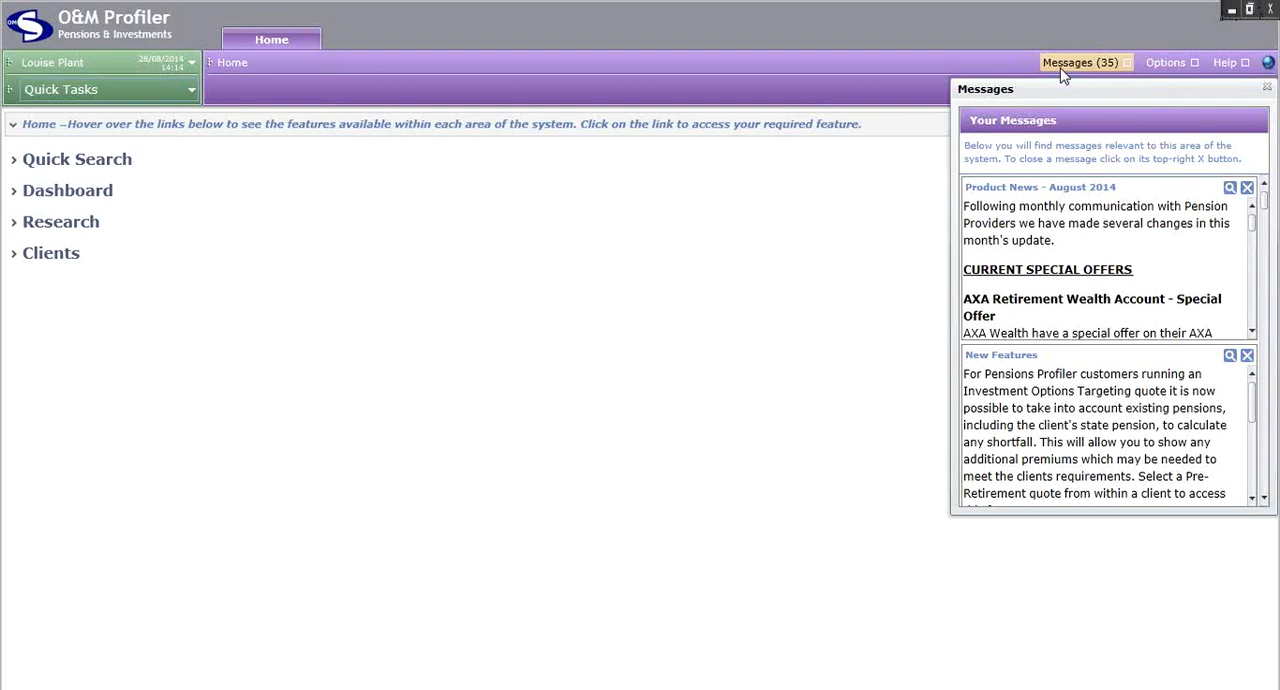 O&M Profiler
Pensions & Investments
OM S
Home
Louise Plant
28/08/2014
14:14
Home
Messages (35)
Options
Help
Quick Tasks
Messages
Your Messages
Below you will find messages relevant to this area of the
system. To close a message click on its top-right X button.
Home –Hover over the links below to see the features available within each area of the system. Click on the link to access your required feature.
Quick Search
Dashboard
Research
Clients
Product News - August 2014
Following monthly communication with Pension
Providers we have made several changes in this
month's update.
CURRENT SPECIAL OFFERS
AXA Retirement Wealth Account - Special
Offer
AXA Wealth have a special offer on their AXA
New Features
For Pensions Profiler customers running an
Investment Options Targeting quote it is now
possible to take into account existing pensions,
including the client's state pension, to calculate
any shortfall. This will allow you to show any
additional premiums which may be needed to
meet the clients requirements. Select a Pre-
Retirement quote from within a client to access